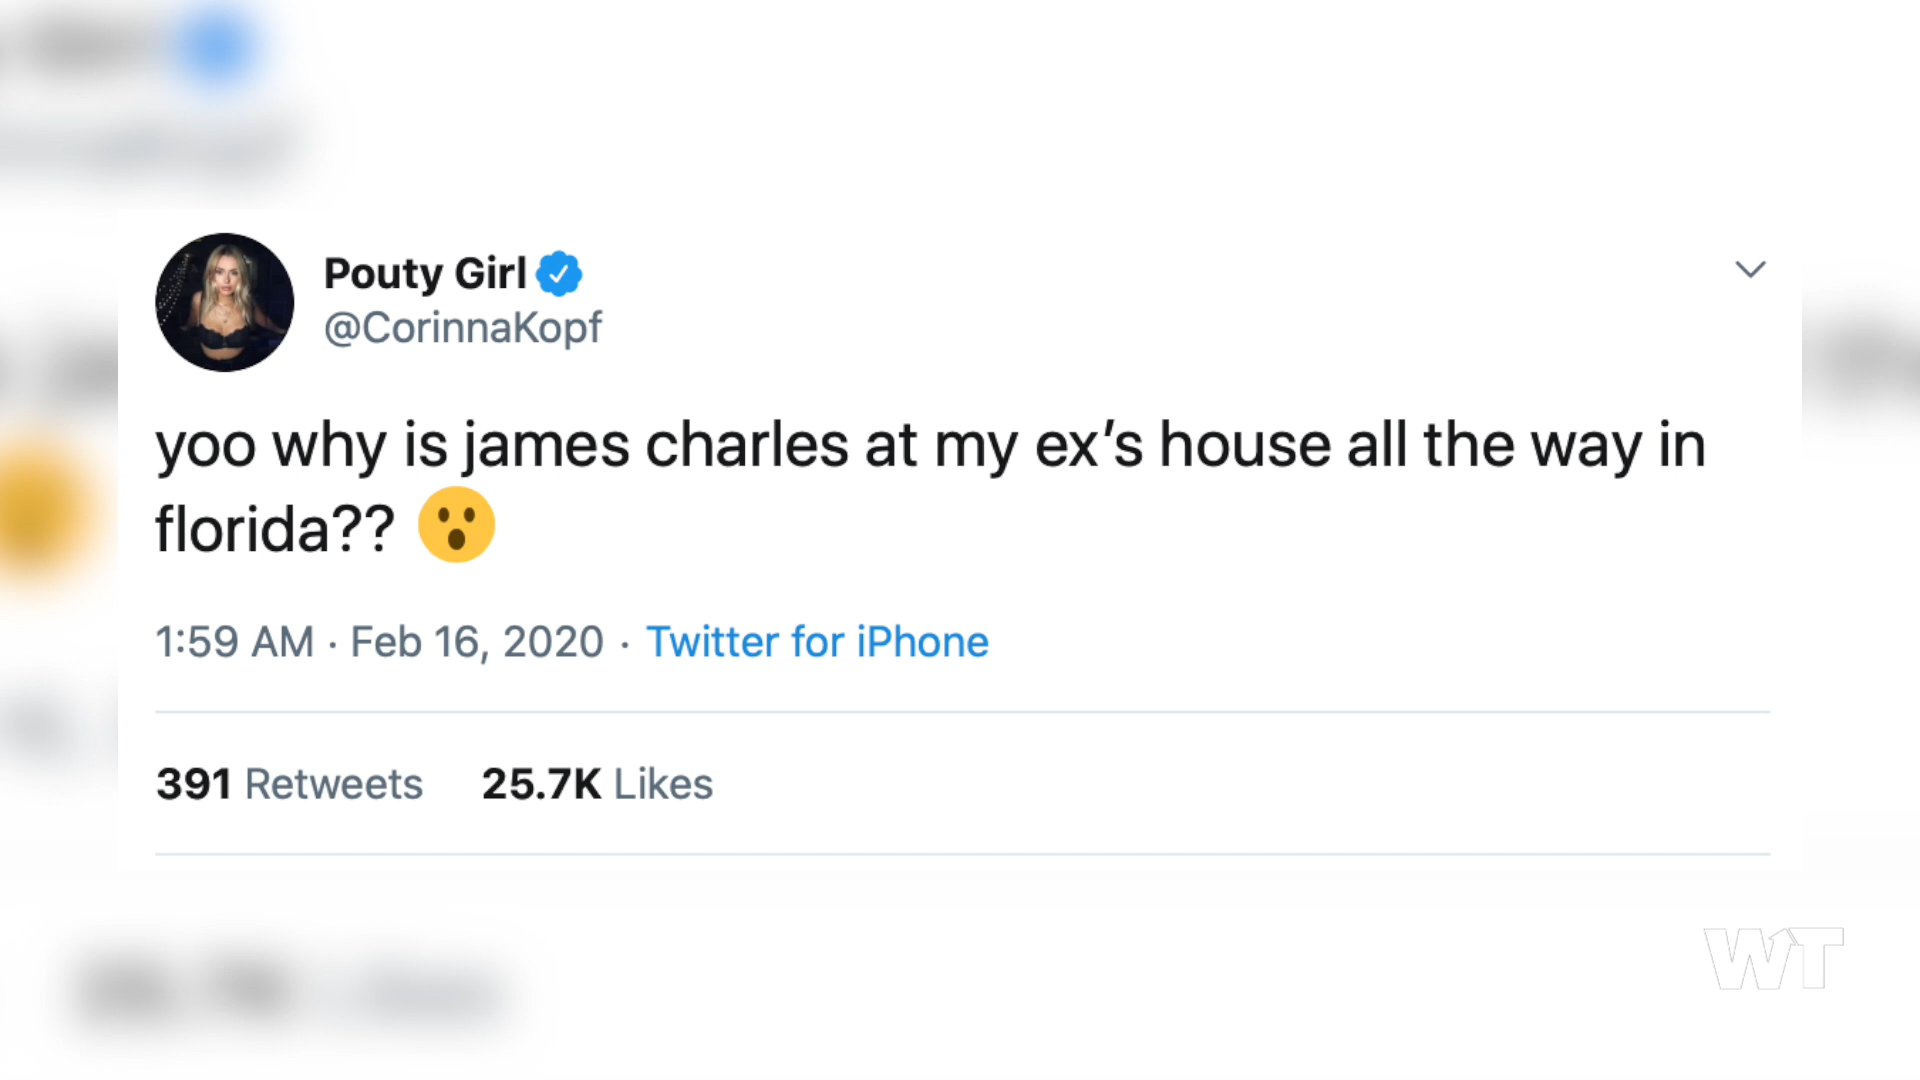 Pouty Girl
@CorinnaKopf
yoo why is james charles at my ex’s house all the way in
florida?? 😮
1:59 AM · Feb 16, 2020 · Twitter for iPhone
391 Retweets 25.7K Likes
WT